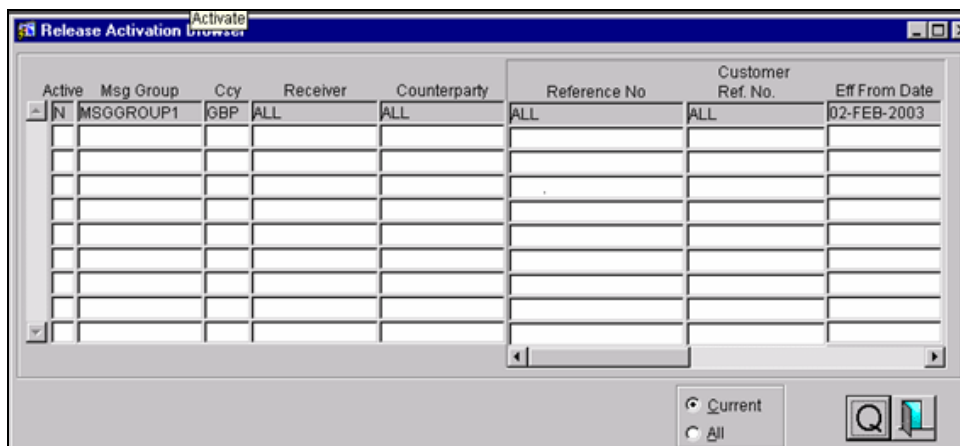 Activate
Release Activation Browser
Active Msg Group Ccy Receiver Counterparty Reference No Customer Ref. No. Eff From Date
N MSGGROUP1 GBP ALL ALL ALL ALL 02-FEB-2003
Current
All
Q